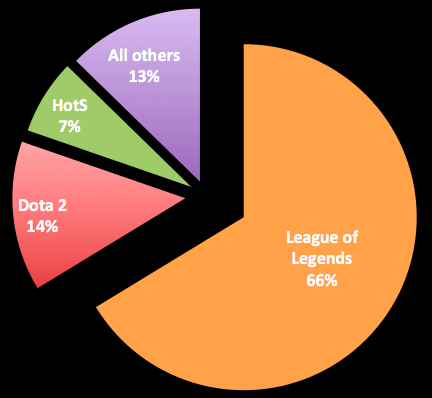 All others
13%
HotS
7%
Dota 2
14%
League of
Legends
66%